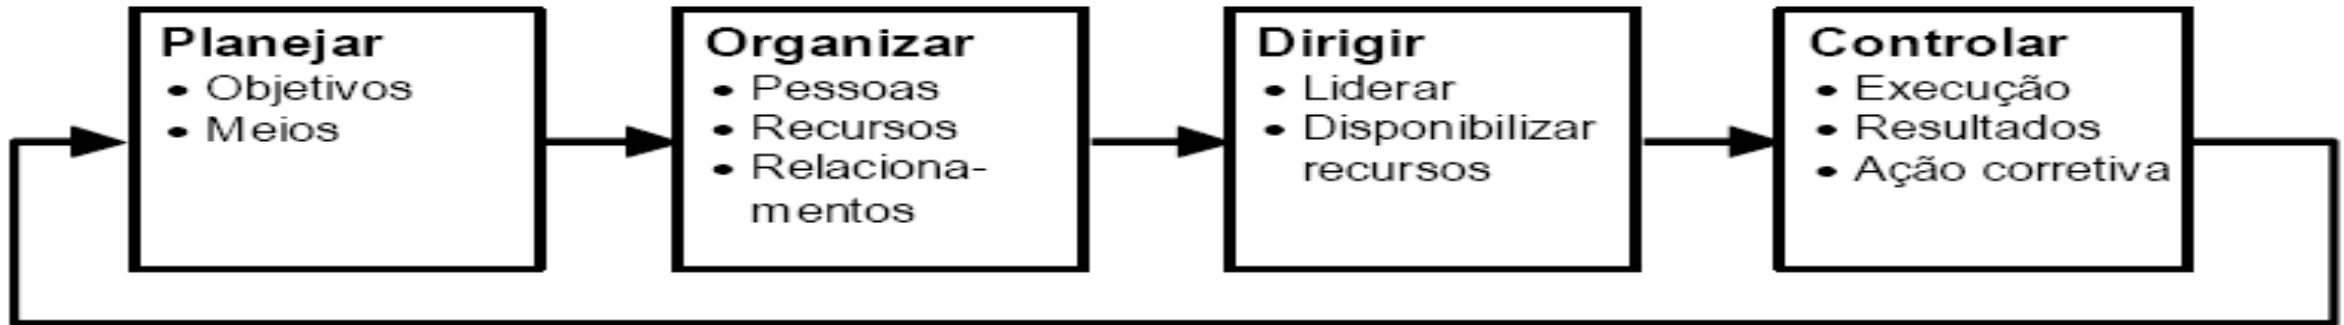 Planejar
• Objetivos
• Meios
Organizar
• Pessoas
• Recursos
• Relaciona-
mentos
Dirigir
• Liderar
• Disponibilizar
recursos
Controlar
• Execução
• Resultados
• Ação corretiva